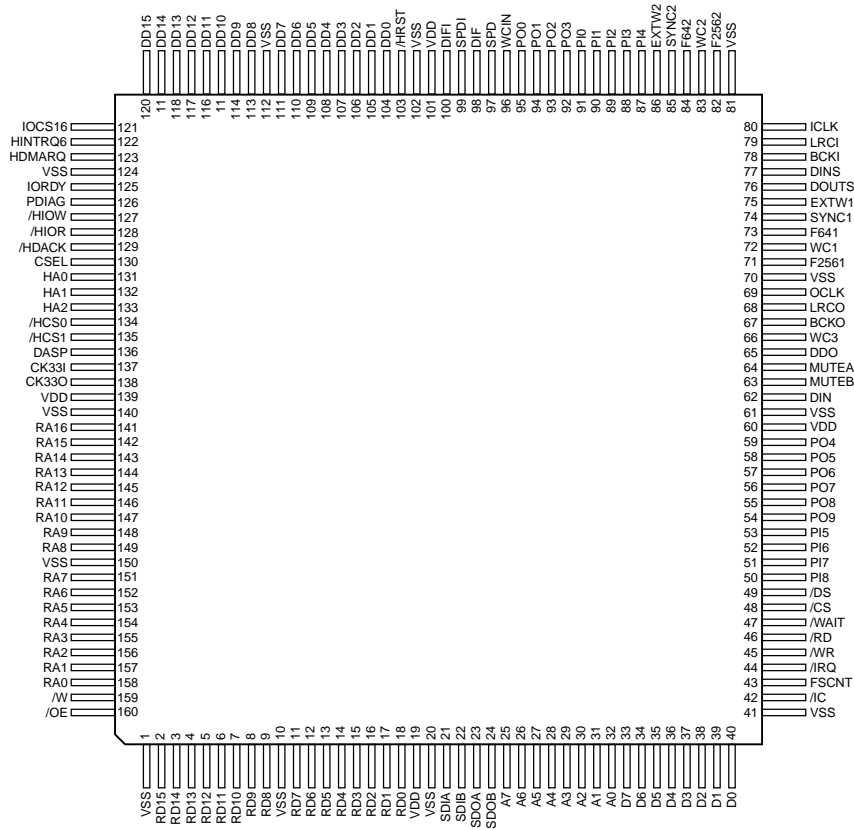 DD15 120
DD14 11
DD13 118
DD12 117
DD11 116
DD10 11
DD9 114
DD8 113
VSS 112
DD7 111
DD6 110
DD5 109
DD4 108
DD3 107
DD2 106
DD1 105
DD0 104
/HRST 103
VSS 102
VDD 101
DIFI 100
SPDI 99
DIF 98
SPD 97
WCIN 96
PO0 95
PO1 94
PO2 93
PO3 92
PI0 91
PI1 90
PI2 89
PI3 88
PI4 87
EXTW2 86
SYNC2 85
F642 84
WC2 83
F2562 82
VSS 81
IOCS16 121
HINTRQ6 122
HDMARQ 123
VSS 124
IORDY 125
PDIAG 126
/HIOW 127
/HIOR 128
/HDACK 129
CSEL 130
HA0 131
HA1 132
HA2 133
/HCS0 134
/HCS1 135
DASP 136
CK33I 137
CK33O 138
VDD 139
VSS 140
RA16 141
RA15 142
RA14 143
RA13 144
RA12 145
RA11 146
RA10 147
RA9 148
RA8 149
VSS 150
RA7 151
RA6 152
RA5 153
RA4 154
RA3 155
RA2 156
RA1 157
RA0 158
/W 159
/OE 160
80 ICLK
79 LRCI
78 BCKI
77 DINS
76 DOUTS
75 EXTW1
74 SYNC1
73 F641
72 WC1
71 F2561
70 VSS
69 OCLK
68 LRCO
67 BCKO
66 WC3
65 DDO
64 MUTEA
63 MUTEB
62 DIN
61 VSS
60 VDD
59 PO4
58 PO5
57 PO6
56 PO7
55 PO8
54 PO9
53 PI5
52 PI6
51 PI7
50 PI8
49 /DS
48 /CS
47 /WAIT
46 /RD
45 /WR
44 /IRQ
43 FSCNT
42 /IC
41 VSS
VSS 1
RD15 2
RD14 3
RD13 4
RD12 5
RD11 6
RD10 7
RD9 8
RD8 9
VSS 10
RD7 11
RD6 12
RD5 13
RD4 14
RD3 15
RD2 16
RD1 17
RD0 18
VDD 19
VSS 20
SDIA 21
SDIB 22
SDOA 23
SDOB 24
A7 25
A6 26
A5 27
A4 28
A3 29
A2 30
A1 31
A0 32
D7 33
D6 34
D5 35
D4 36
D3 37
D2 38
D1 39
D0 40